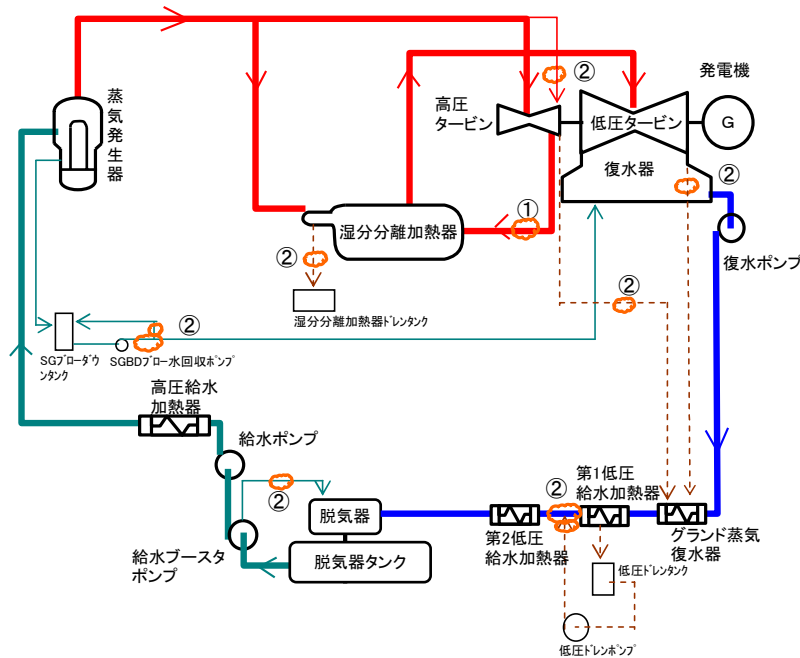 ②
発電機
高圧
タービン
低圧タービン
G
蒸気発生器
復水器
②
①
湿分分離加熱器
②
復水ポンプ
②
湿分分離加熱器ドレンタンク
②
SGブローダウ
ンタンク
SGBDブロー水回収ポンプ
高圧給水
加熱器
給水ポンプ
②
脱気器
給水ブースタ
ポンプ
脱気器タンク
②
第1低圧
給水加熱器
第2低圧
給水加熱器
グランド蒸気
復水器
低圧ドレンタンク
低圧ドレンポンプ